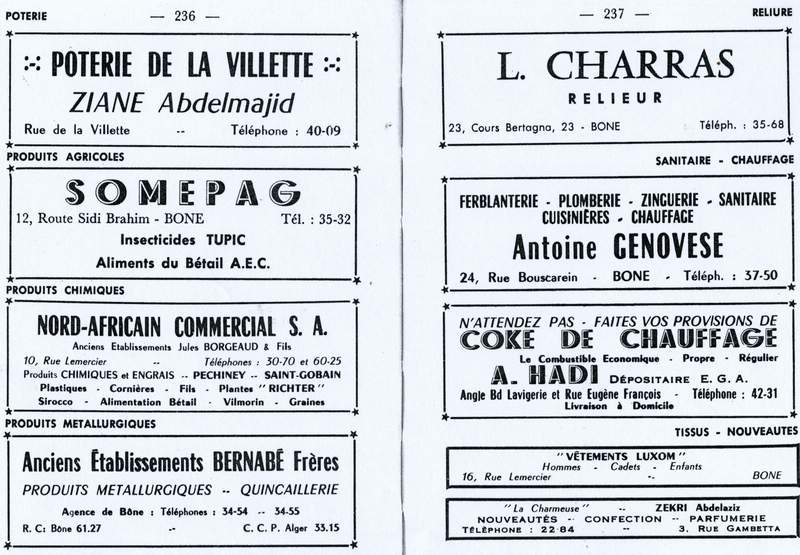 POTERIE
— 236 —
:-: POTERIE DE LA VILLETTE :-:
ZIANE Abdelmajid
Rue de la Villette -- Téléphone : 40-09
PRODUITS AGRICOLES
SOMEPAG
12, Route Sidi Brahim - BONE Tél. : 35-32
Insecticides TUPIC
Aliments du Bétail A.E.C.
PRODUITS CHIMIQUES
NORD-AFRICAIN COMMERCIAL S. A.
Anciens Etablissements Jules BORGEAUD & Fils
10, Rue Lemercier -- Téléphones : 30-70 et 60-25
Produits CHIMIQUES et ENGRAIS -- PECHINEY -- SAINT-GOBAIN
Plastiques - Cornières - Fils - Plantes "RICHTER"
Sirocco - Alimentation Bétail - Vilmorin - Graines
PRODUITS METALLURGIQUES
Anciens Établissements BERNABÉ Frères
PRODUITS METALLURGIQUES -- QUINCAILLERIE
Agence de Bône : Téléphones : 34-54 -- 34-55
R. C: Bône 61.27 -- C. C. P. Alger 33.15
— 237 —
RELIURE
L. CHARRAS
RELIEUR
23, Cours Bertagna, 23 - BONE Téléph. : 35-68
SANITAIRE - CHAUFFAGE
FERBLANTERIE - PLOMBERIE - ZINGUERIE - SANITAIRE
CUISINIÈRES - CHAUFFAGE
Antoine GENOVESE
24, Rue Bouscarein - BONE - Téléph. : 37-50
N'ATTENDEZ PAS - FAITES VOS PROVISIONS DE
COKE DE CHAUFFAGE
Le Combustible Economique - Propre - Régulier
A. HADI DÉPOSITAIRE E. G. A.
Angle Bd Lavigerie et Rue Eugène François - Téléphone : 42-31
Livraison à Domicile
TISSUS - NOUVEAUTES
"VÊTEMENTS LUXOM"
Hommes - Cadets - Enfants
16, Rue Lemercier -- BONE
"La Charmeuse" -- ZEKRI Abdelaziz
NOUVEAUTÉS - CONFECTION - PARFUMERIE
TÉLÉPHONE : 22-84 -- 3, RUE GAMBETTA